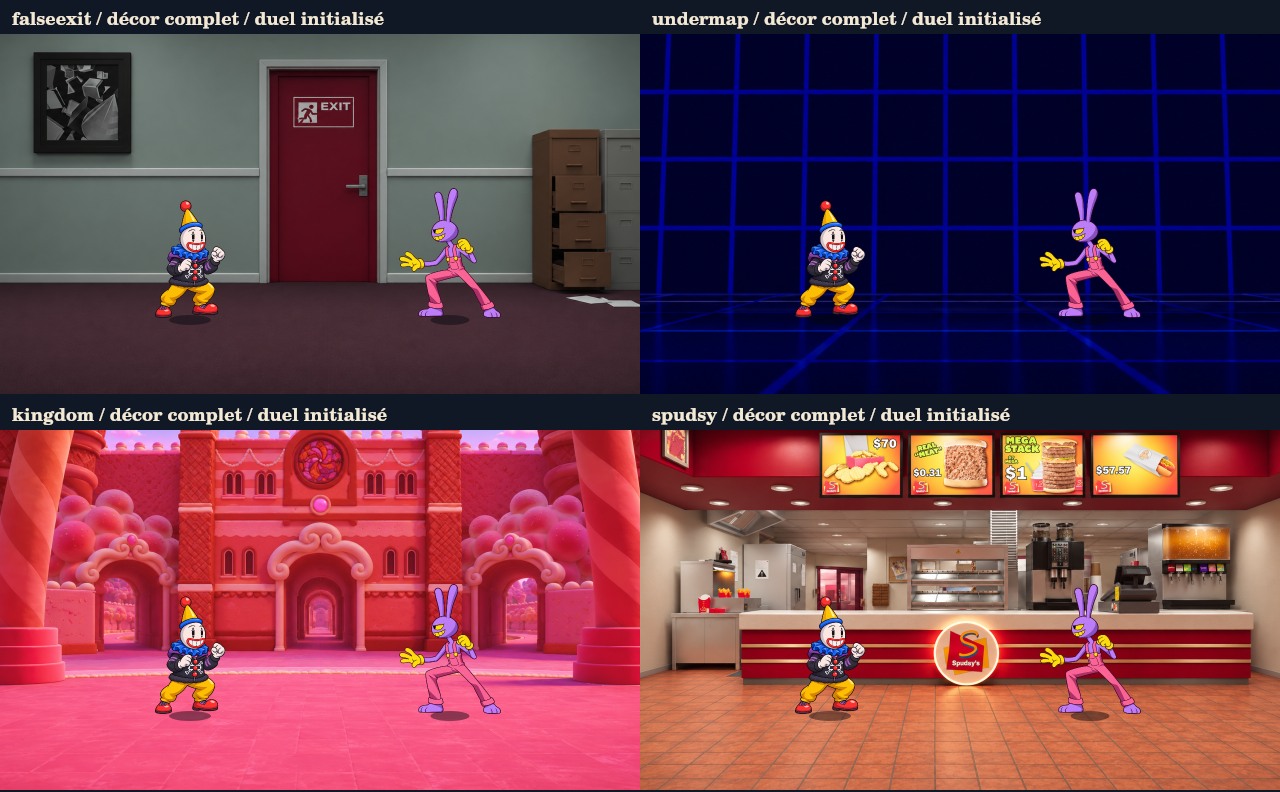 falseexit / décor complet / duel initialisé
undermap / décor complet / duel initialisé
EXIT
kingdom / décor complet / duel initialisé
spudsy / décor complet / duel initialisé
$70
"REAL
"MEAT"
$0.31
MEGA
STACK
$1
$57.57
S
Spudsy's